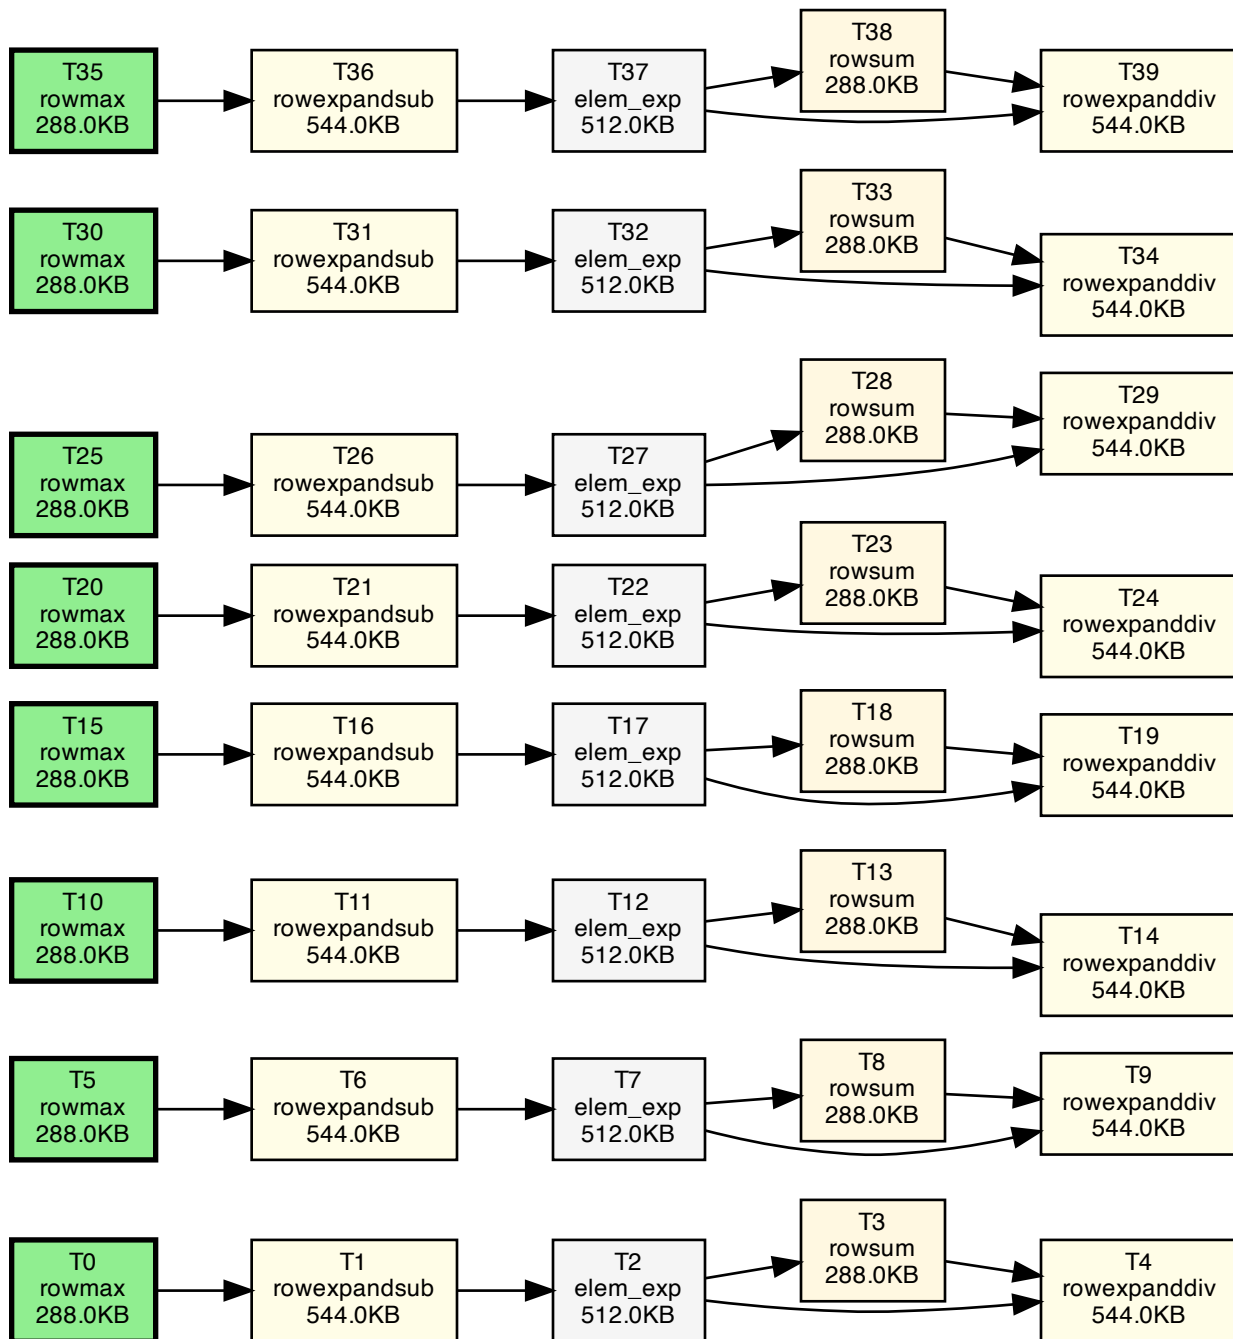 T35
rowmax
288.0KB
T36
rowexpandsub
544.0KB
T37
elem_exp
512.0KB
T38
rowsum
288.0KB
T39
rowexpanddiv
544.0KB
T30
rowmax
288.0KB
T31
rowexpandsub
544.0KB
T32
elem_exp
512.0KB
T33
rowsum
288.0KB
T34
rowexpanddiv
544.0KB
T25
rowmax
288.0KB
T26
rowexpandsub
544.0KB
T27
elem_exp
512.0KB
T28
rowsum
288.0KB
T29
rowexpanddiv
544.0KB
T20
rowmax
288.0KB
T21
rowexpandsub
544.0KB
T22
elem_exp
512.0KB
T23
rowsum
288.0KB
T24
rowexpanddiv
544.0KB
T15
rowmax
288.0KB
T16
rowexpandsub
544.0KB
T17
elem_exp
512.0KB
T18
rowsum
288.0KB
T19
rowexpanddiv
544.0KB
T10
rowmax
288.0KB
T11
rowexpandsub
544.0KB
T12
elem_exp
512.0KB
T13
rowsum
288.0KB
T14
rowexpanddiv
544.0KB
T5
rowmax
288.0KB
T6
rowexpandsub
544.0KB
T7
elem_exp
512.0KB
T8
rowsum
288.0KB
T9
rowexpanddiv
544.0KB
T0
rowmax
288.0KB
T1
rowexpandsub
544.0KB
T2
elem_exp
512.0KB
T3
rowsum
288.0KB
T4
rowexpanddiv
544.0KB